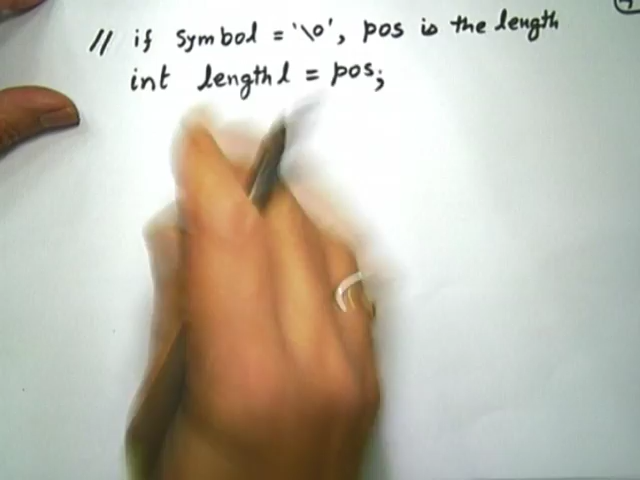 // if symbol = '\0', pos is the length
int length1 = pos;